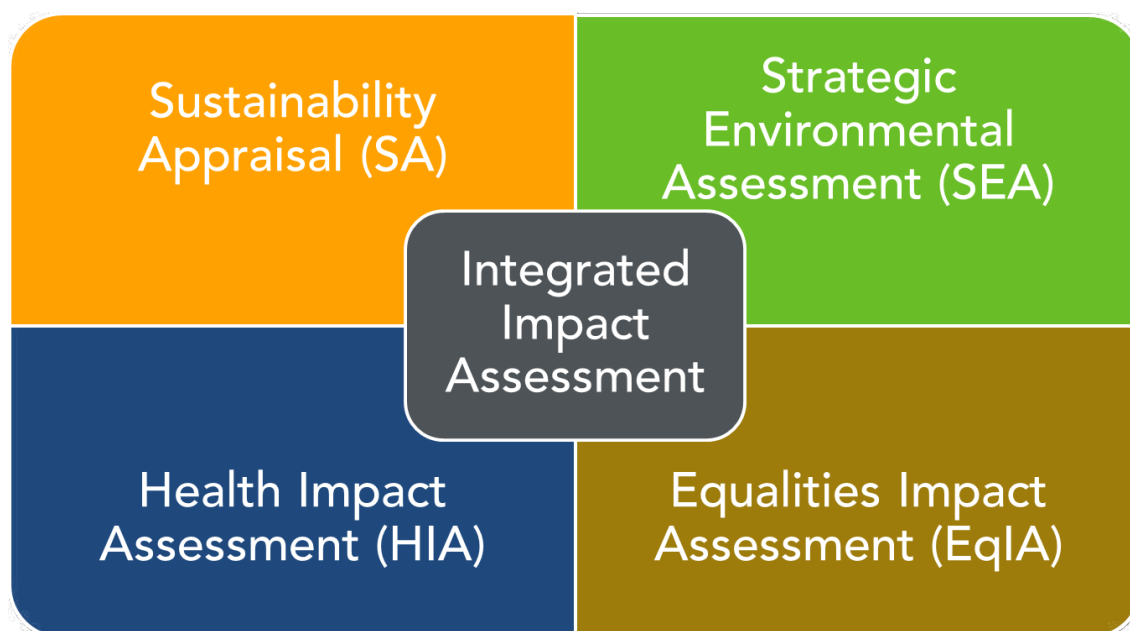 Sustainability
Appraisal (SA)
Strategic
Environmental
Assessment (SEA)
Integrated
Impact
Assessment
Health Impact
Assessment (HIA)
Equalities Impact
Assessment (EqIA)